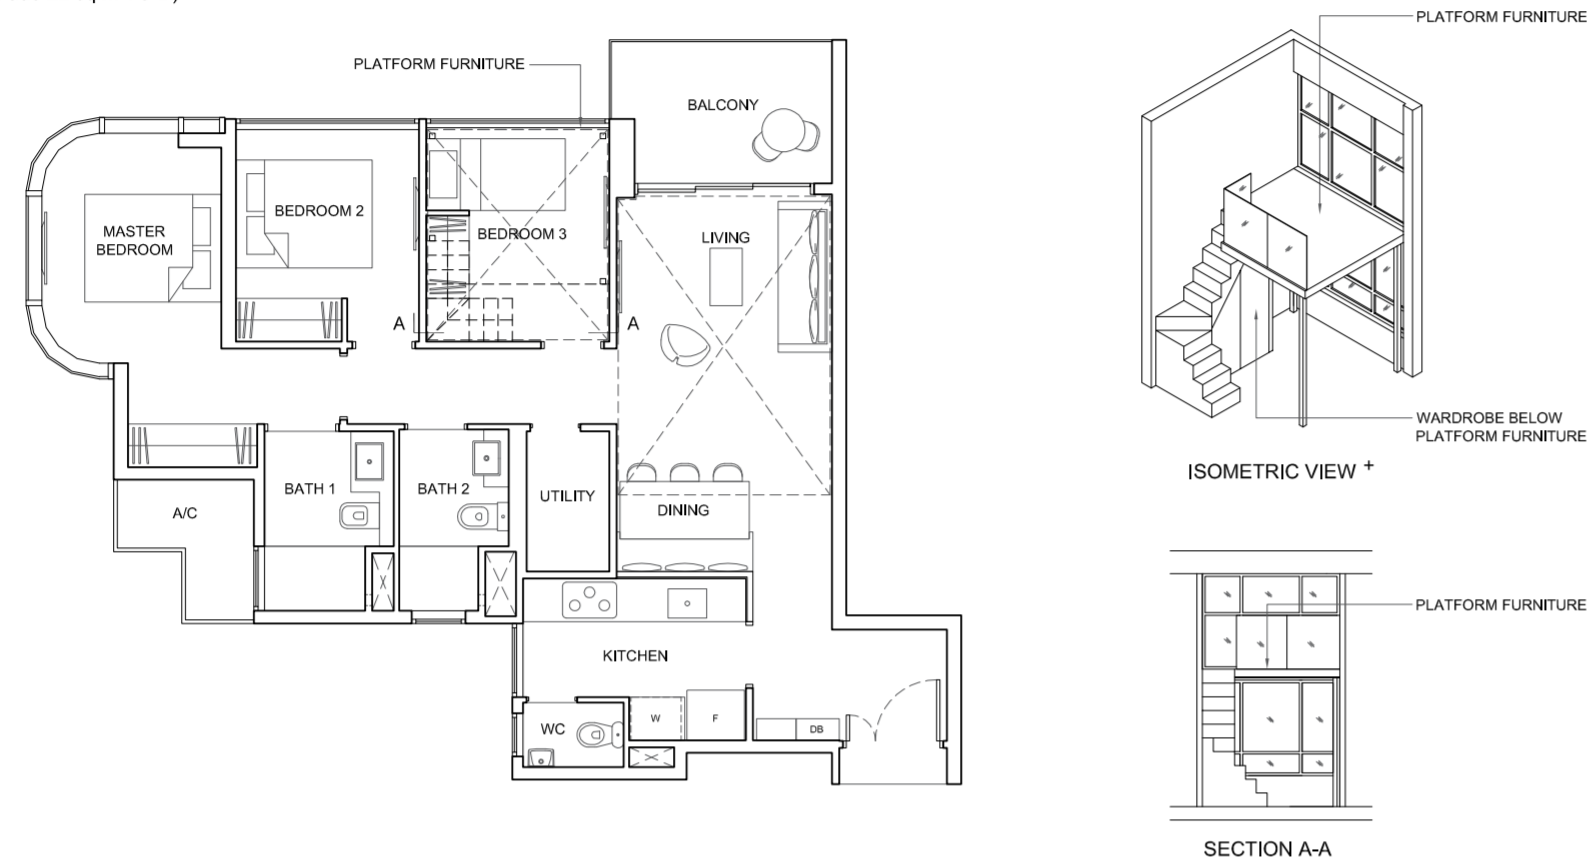 PLATFORM FURNITURE
BALCONY
BEDROOM 2
MASTER
BEDROOM
BEDROOM 3
LIVING
A
A
BATH 1
BATH 2
UTILITY
DINING
A/C
KITCHEN
WC
W
F
DB
PLATFORM FURNITURE
WARDROBE BELOW
PLATFORM FURNITURE
ISOMETRIC VIEW +
PLATFORM FURNITURE
SECTION A-A